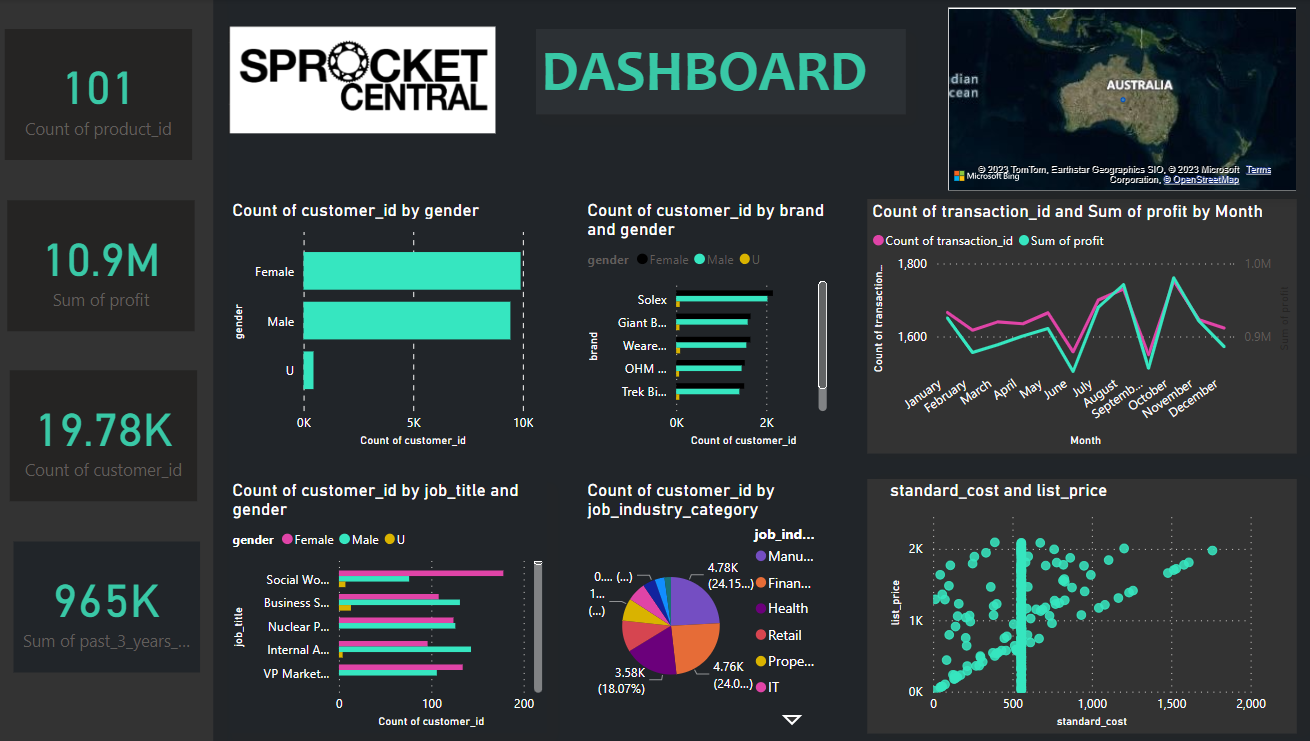 101
Count of product_id
10.9M
Sum of profit
19.78K
Count of customer_id
965K
Sum of past_3_years_...
SPROCKET
CENTRAL
DASHBOARD
dian
cean
AUSTRALIA
© 2023 TomTom, Earthstar Geographics SIO, © 2023 Microsoft
Corporation, © OpenStreetMap
Terms
Microsoft Bing
Count of customer_id by gender
gender
Female
Male
U
0K 5K 10K
Count of customer_id
Count of customer_id by brand
and gender
gender Female Male U
brand
Solex
Giant B...
Weare...
OHM ...
Trek Bi...
0K 2K
Count of customer_id
Count of transaction_id and Sum of profit by Month
Count of transaction_id Sum of profit
Count of transaction...
1,800
1,600
1.0M
0.9M
Sum of profit
January
February
March
April
May
June
July
August
Septemb...
October
November
December
Month
Count of customer_id by job_title and
gender
gender Female Male U
job_title
Social Wo...
Business S...
Nuclear P...
Internal A...
VP Market...
0 100 200
Count of customer_id
Count of customer_id by
job_industry_category
job_ind...
Manu...
Finan...
Health
Retail
Prope...
IT
4.78K
(24.15...)
4.76K
(24.0...)
3.58K
(18.07%)
1...
(...)
0.... (...)
standard_cost and list_price
list_price
2K
1K
0K
0 500 1,000 1,500 2,000
standard_cost